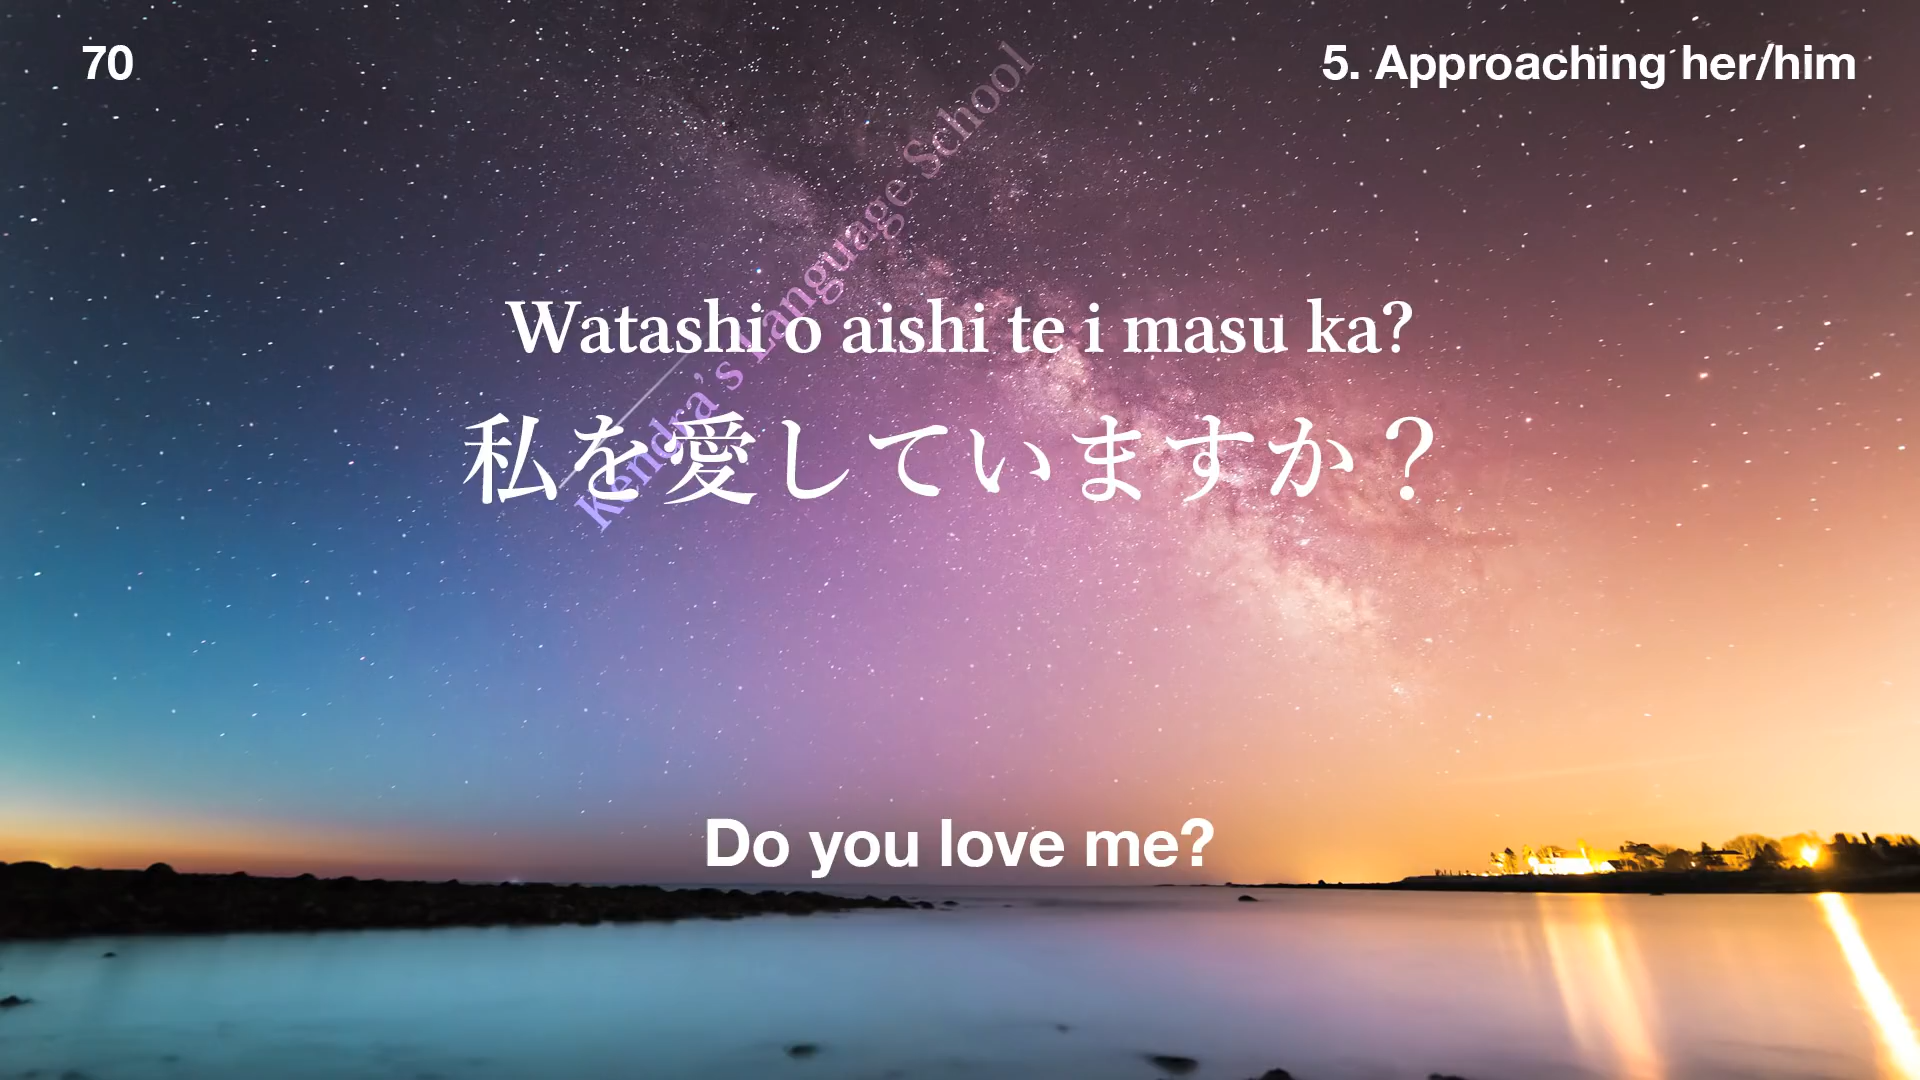 70
5. Approaching her/him
Kendra's Language School
Watashi o aishi te i masu ka?
私を愛していますか？
Do you love me?